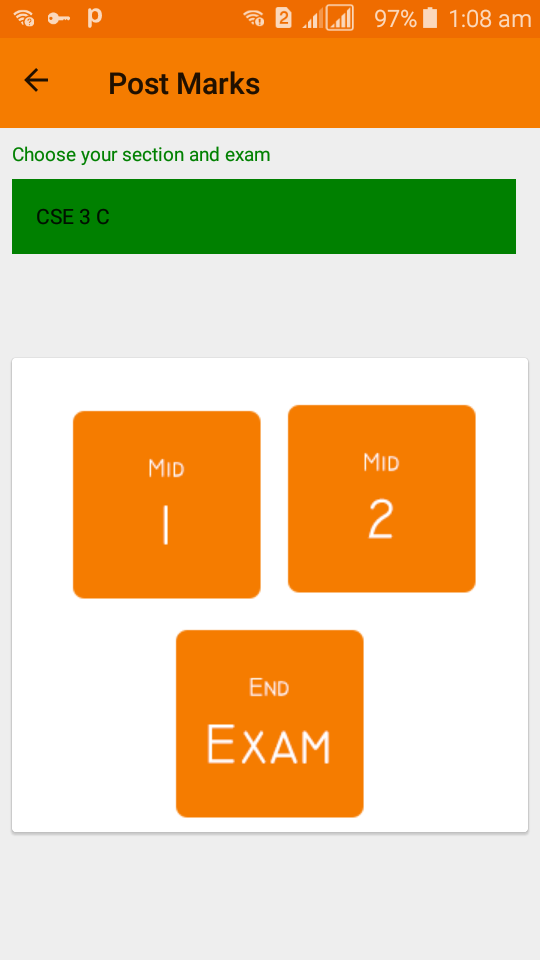 2 97% 1:08 am
Post Marks
Choose your section and exam
CSE 3 C
MID
1
MID
2
END
EXAM